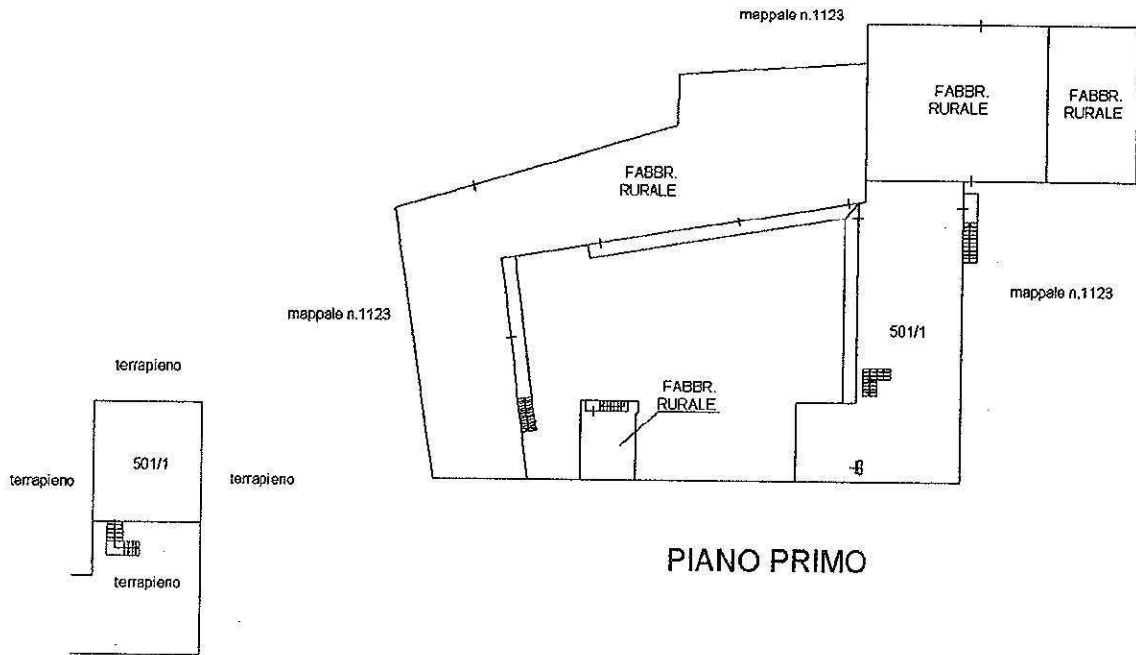 mappale n.1123
FABBR.
RURALE
FABBR.
RURALE
FABBR.
RURALE
mappale n.1123
mappale n.1123
501/1
FABBR.
RURALE
terrapieno
501/1
terrapieno
terrapieno
terrapieno
PIANO PRIMO